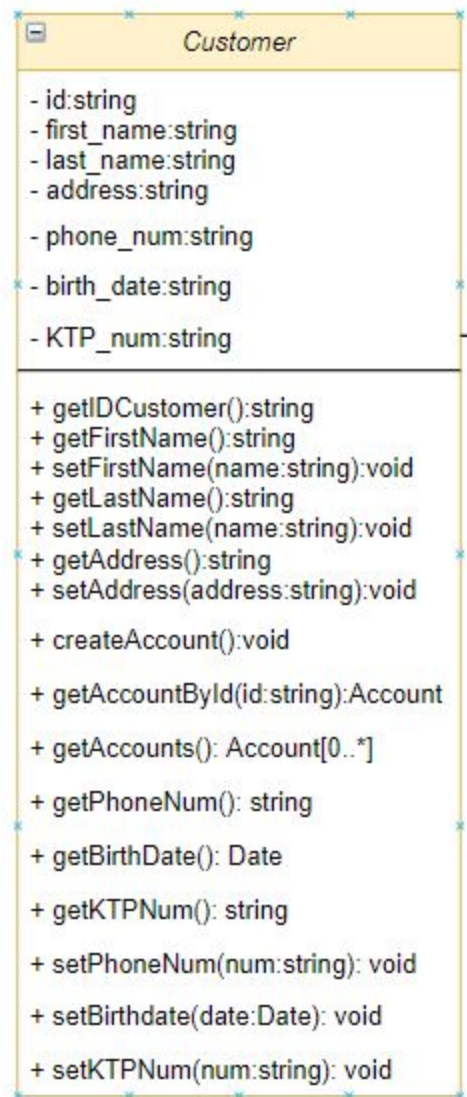 Customer
- id:string
- first_name:string
- last_name:string
- address:string
- phone_num:string
- birth_date:string
- KTP_num:string
+ getIDCustomer():string
+ getFirstName():string
+ setFirstName(name:string):void
+ getLastName():string
+ setLastName(name:string):void
+ getAddress():string
+ setAddress(address:string):void
+ createAccount():void
+ getAccountById(id:string):Account
+ getAccounts(): Account[0..*]
+ getPhoneNum(): string
+ getBirthDate(): Date
+ getKTPNum(): string
+ setPhoneNum(num:string): void
+ setBirthdate(date:Date): void
+ setKTPNum(num:string): void